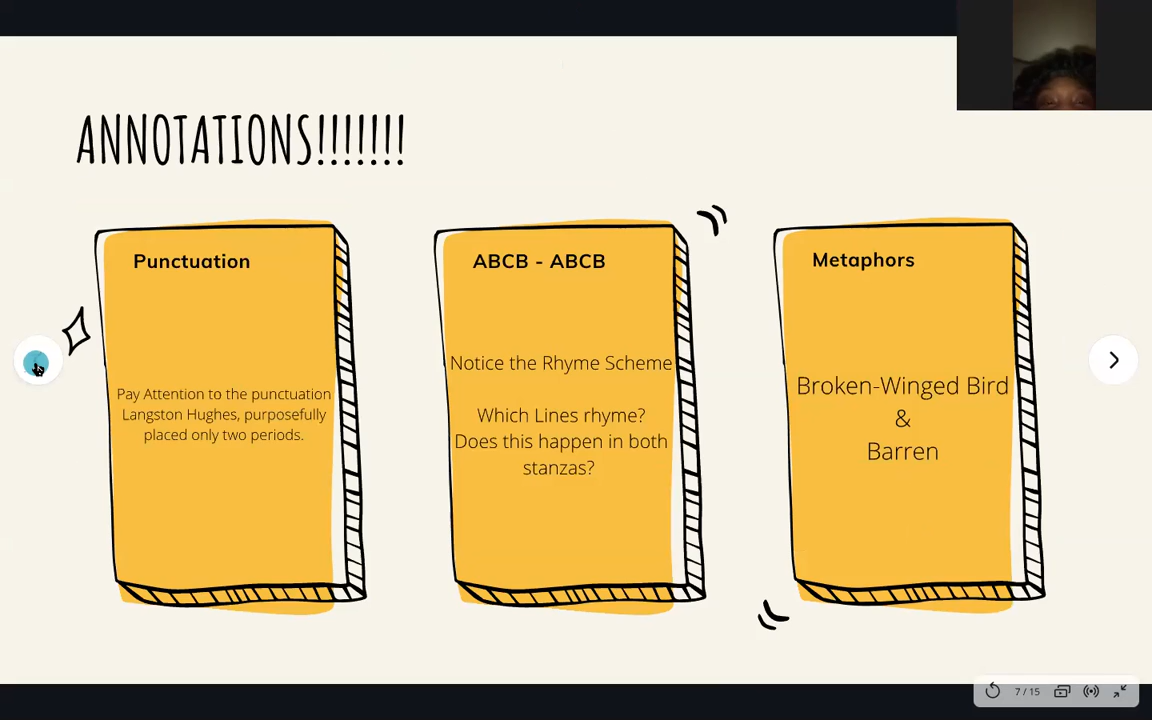 ANNOTATIONS!!!!!!!
Punctuation
Pay Attention to the punctuation
Langston Hughes, purposefully
placed only two periods.
ABCB - ABCB
Notice the Rhyme Scheme
Which Lines rhyme?
Does this happen in both
stanzas?
Metaphors
Broken-Winged Bird
&
Barren
7 / 15